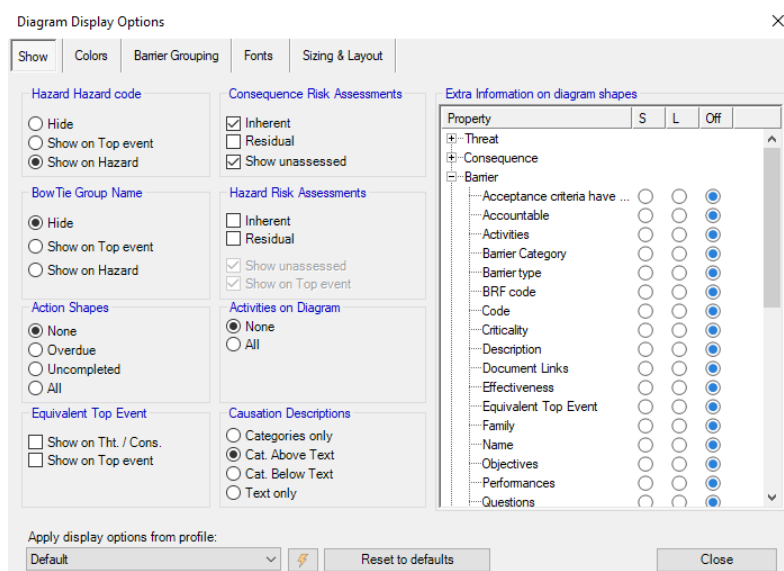 Diagram Display Options
Show
Colors
Barrier Grouping
Fonts
Sizing & Layout
Hazard Hazard code
Hide
Show on Top event
Show on Hazard
BowTie Group Name
Hide
Show on Top event
Show on Hazard
Action Shapes
None
Overdue
Uncompleted
All
Equivalent Top Event
Show on Tht. / Cons.
Show on Top event
Consequence Risk Assessments
Inherent
Residual
Show unassessed
Hazard Risk Assessments
Inherent
Residual
Show unassessed
Show on Top event
Activities on Diagram
None
All
Causation Descriptions
Categories only
Cat. Above Text
Cat. Below Text
Text only
Extra Information on diagram shapes
Property S L Off
Threat
Consequence
Barrier
Acceptance criteria have ...
Accountable
Activities
Barrier Category
Barrier type
BRF code
Code
Criticality
Description
Document Links
Effectiveness
Equivalent Top Event
Family
Name
Objectives
Performances
Questions
Apply display options from profile:
Default
Reset to defaults
Close